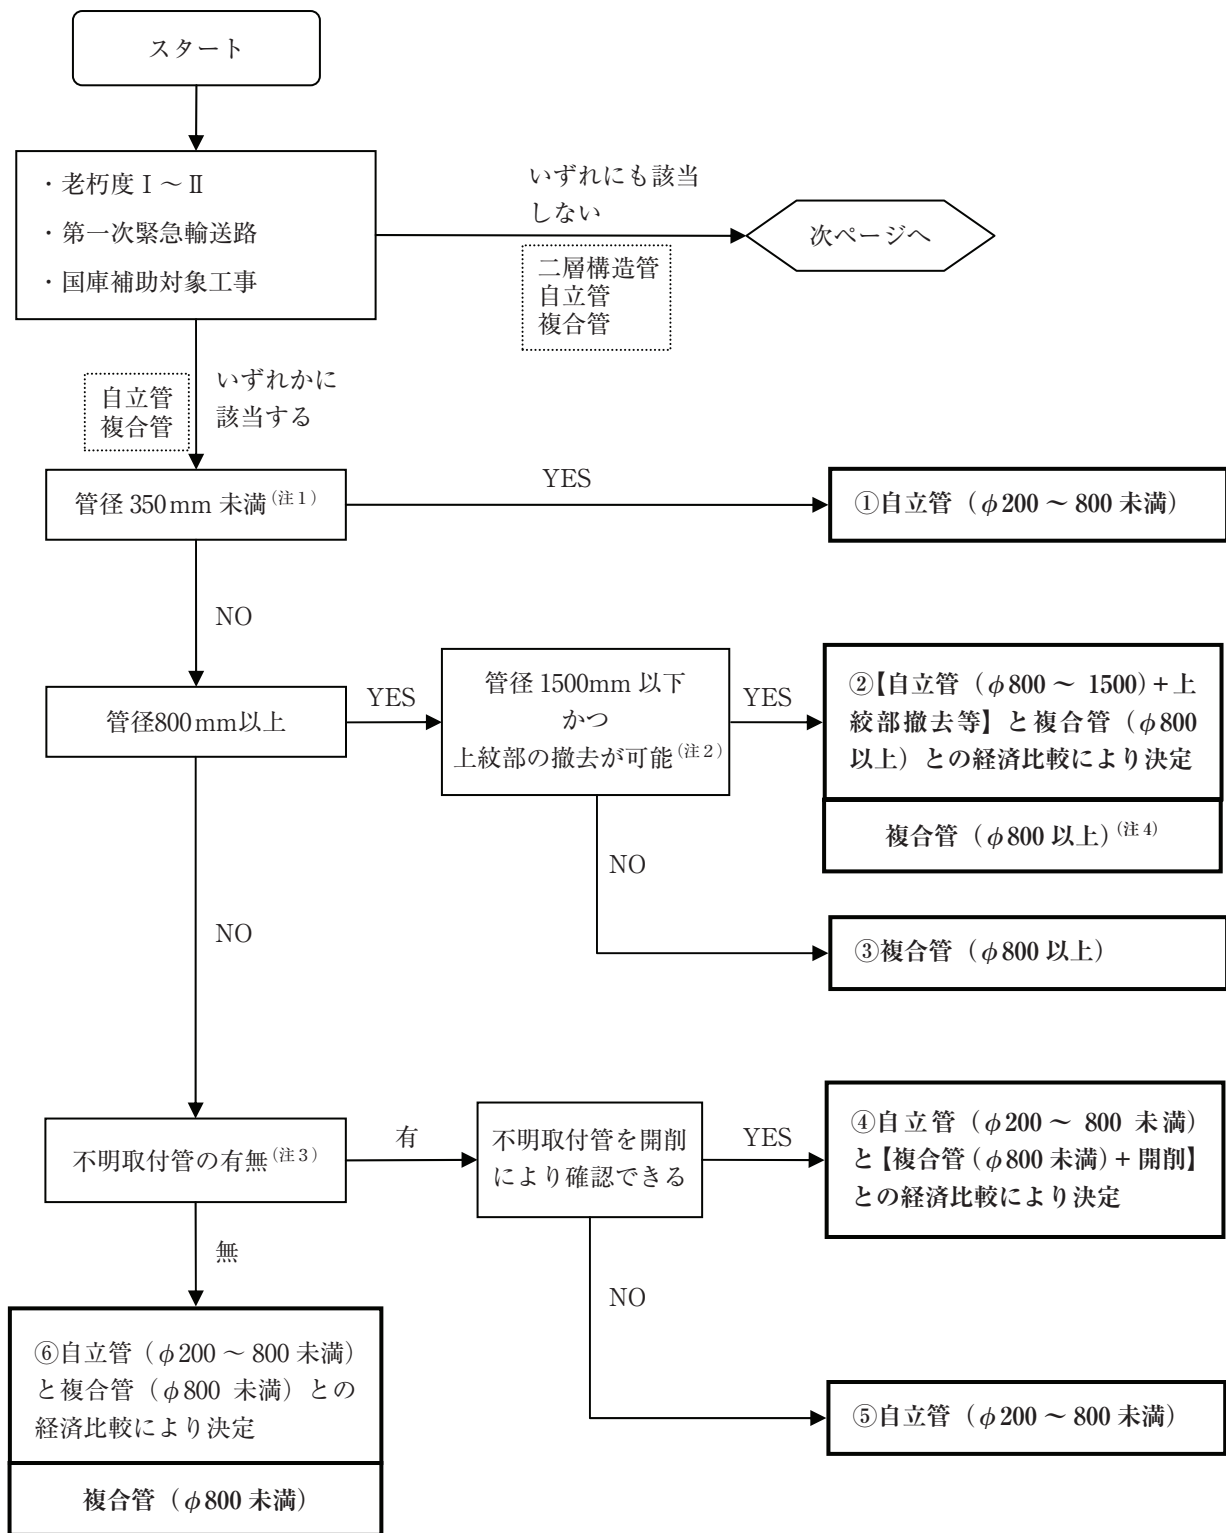 スタート
・老朽度Ⅰ～Ⅱ
・第一次緊急輸送路
・国庫補助対象工事
いずれにも該当
しない
次ページへ
二層構造管
自立管
複合管
自立管
複合管
いずれかに
該当する
管径 350mm 未満(注1)
YES
①自立管（φ200 ～ 800 未満）
NO
管径800mm以上
YES
管径 1500mm 以下
かつ
上紋部の撤去が可能(注2)
YES
②【自立管（φ800 ～ 1500）+ 上
紋部撤去等】と複合管（φ800
以上）との経済比較により決定
複合管（φ800 以上）(注4)
NO
③複合管（φ800 以上）
NO
不明取付管の有無(注3)
有
不明取付管を開削
により確認できる
YES
④自立管（φ200 ～ 800 未満）
と【複合管（φ800 未満）+ 開削】
との経済比較により決定
無
NO
⑤自立管（φ200 ～ 800 未満）
⑥自立管（φ200 ～ 800 未満）
と複合管（φ800 未満）との
経済比較により決定
複合管（φ800 未満）